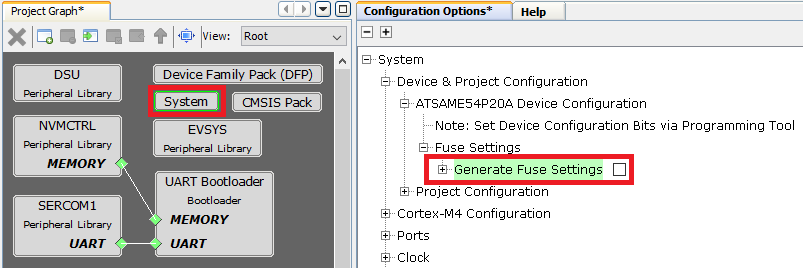 Project Graph*
View:
Root
DSU
Peripheral Library
Device Family Pack (DFP)
System
CMSIS Pack
NVMCTRL
Peripheral Library
MEMORY
EVSYS
Peripheral Library
UART Bootloader
Bootloader
MEMORY
UART
SERCOM1
Peripheral Library
UART
Configuration Options*
Help
System
Device & Project Configuration
ATSAME54P20A Device Configuration
Note: Set Device Configuration Bits via Programming Tool
Fuse Settings
Generate Fuse Settings
Project Configuration
Cortex-M4 Configuration
Ports
Clock